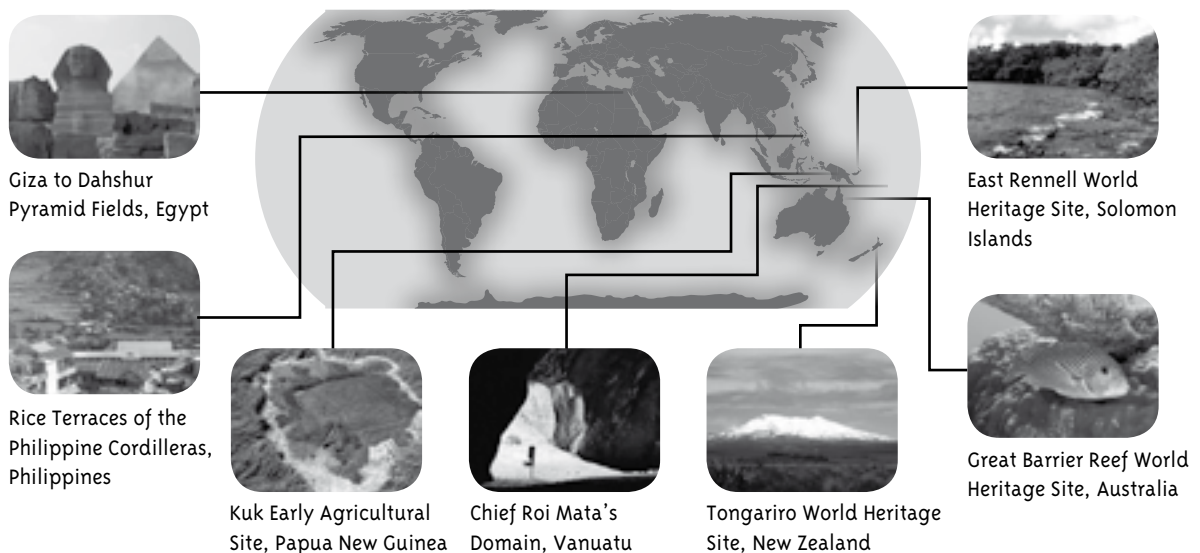 Giza to Dahshur
Pyramid Fields, Egypt
Rice Terraces of the
Philippine Cordilleras,
Philippines
Kuk Early Agricultural
Site, Papua New Guinea
Chief Roi Mata's
Domain, Vanuatu
Tongariro World Heritage
Site, New Zealand
East Rennell World
Heritage Site, Solomon
Islands
Great Barrier Reef World
Heritage Site, Australia